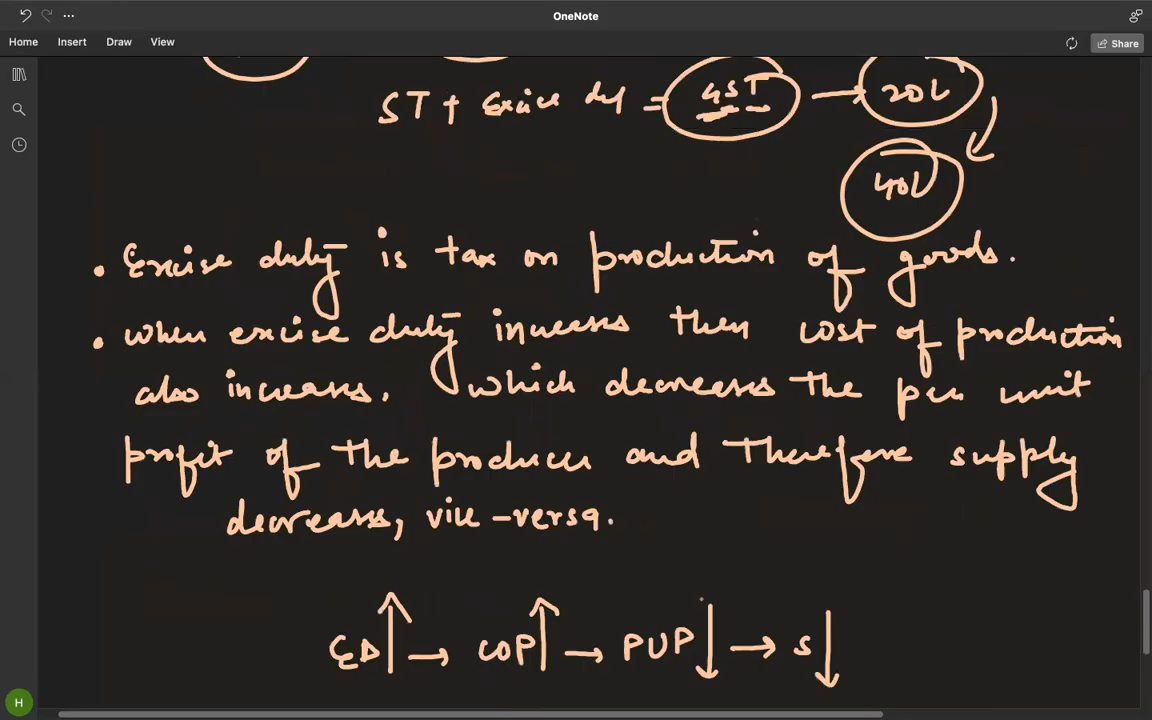 OneNote
Home Insert Draw View
Share
ST + Excise duty = GST → 20L
40L
• Excise duty is tax on production of goods.
• when excise duty increases then cost of production
also increases. which decreases the per unit
profit of the producer and Therefore supply
decreases, vice-versa.
ED↑ → COP↑ → PUP↓ → S↓
H